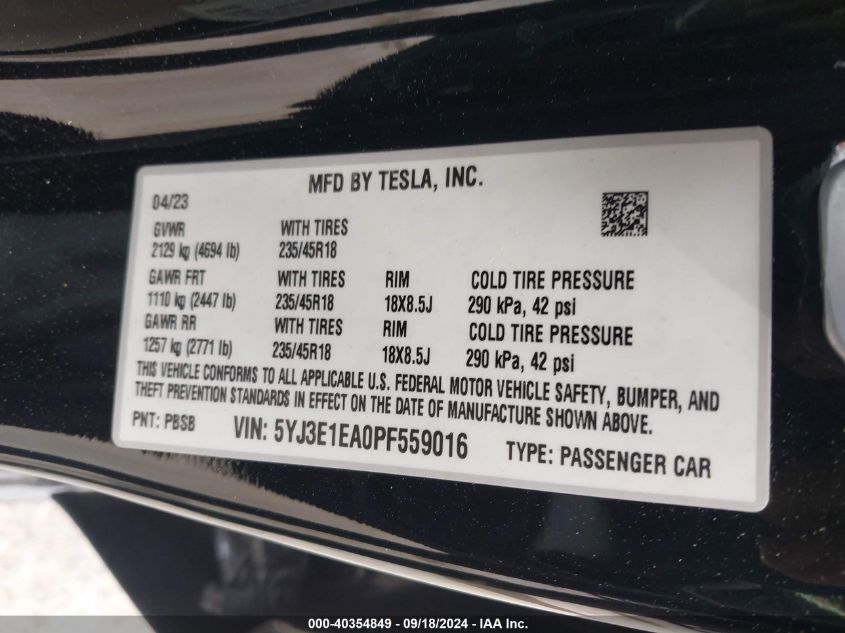 MFD BY TESLA, INC.
04/23
GVWR WITH TIRES
2129 kg (4694 lb) 235/45R18
GAWR FRT WITH TIRES RIM COLD TIRE PRESSURE
1110 kg (2447 lb) 235/45R18 18X8.5J 290 kPa, 42 psi
GAWR RR WITH TIRES RIM COLD TIRE PRESSURE
1257 kg (2771 lb) 235/45R18 18X8.5J 290 kPa, 42 psi
THIS VEHICLE CONFORMS TO ALL APPLICABLE U.S. FEDERAL MOTOR VEHICLE SAFETY, BUMPER, AND
THEFT PREVENTION STANDARDS IN EFFECT ON THE DATE OF MANUFACTURE SHOWN ABOVE.
PNT: PBSB VIN: 5YJ3E1EA0PF559016 TYPE: PASSENGER CAR
000-40354849 - 09/18/2024 - IAA Inc.